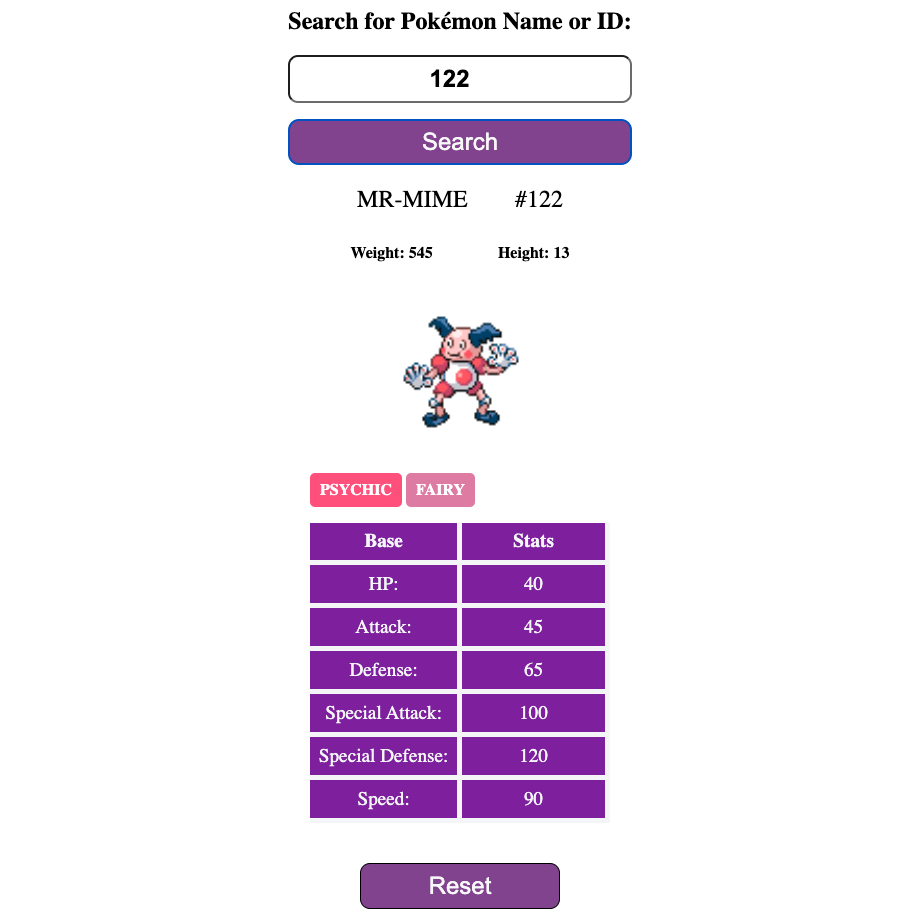 Search for Pokémon Name or ID:
122
Search
MR-MIME #122
Weight: 545 Height: 13
PSYCHIC FAIRY
Base Stats
HP: 40
Attack: 45
Defense: 65
Special Attack: 100
Special Defense: 120
Speed: 90
Reset